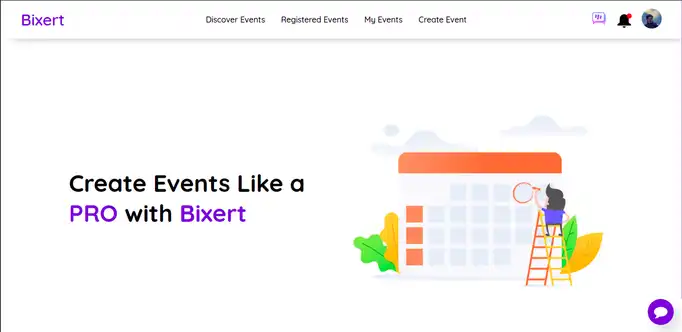 Bixert
Discover Events
Registered Events
My Events
Create Event
Create Events Like a
PRO with Bixert